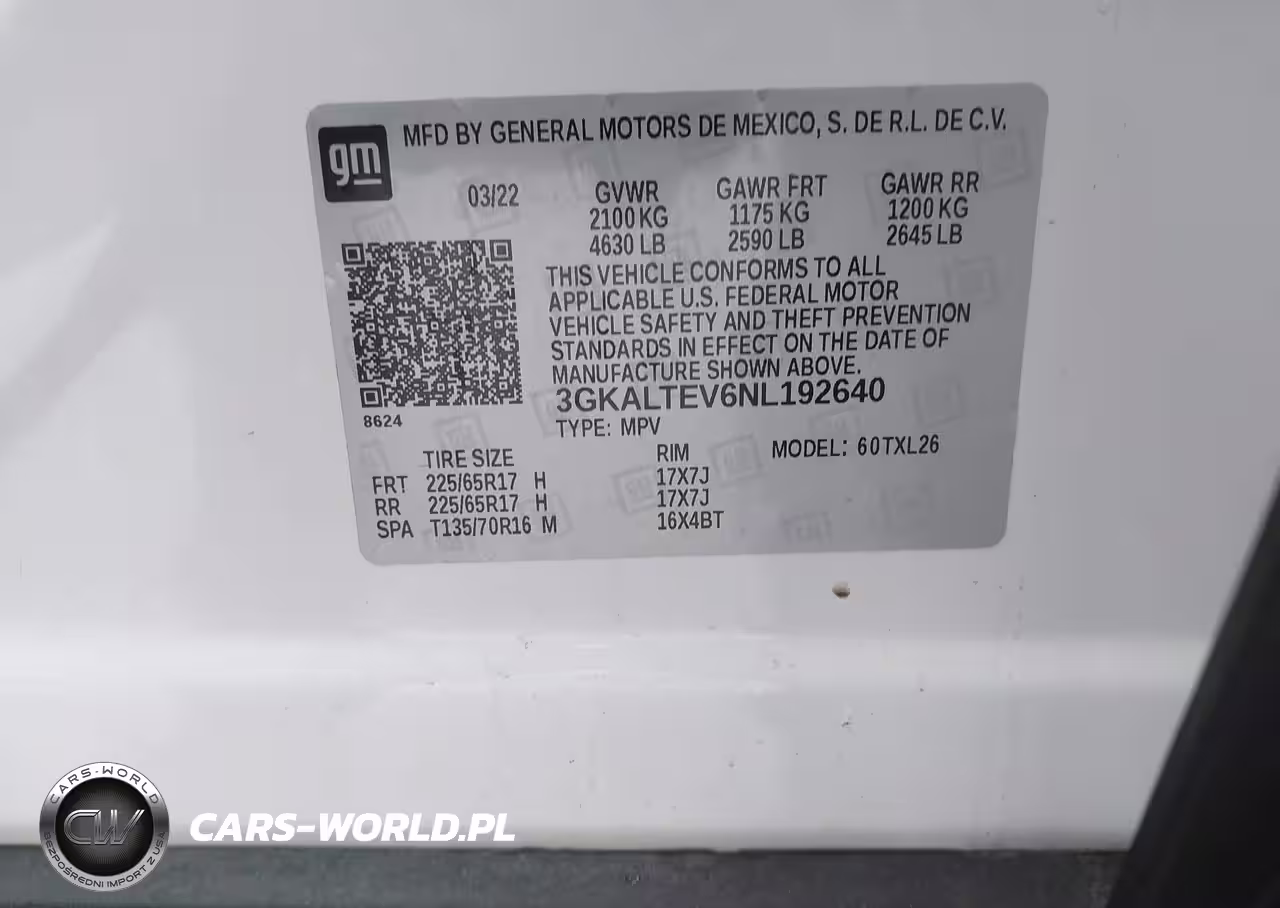 gm
MFD BY GENERAL MOTORS DE MEXICO, S. DE R.L. DE C.V.
03/22 GVWR GAWR FRT GAWR RR
2100 KG 1175 KG 1200 KG
4630 LB 2590 LB 2645 LB
THIS VEHICLE CONFORMS TO ALL
APPLICABLE U.S. FEDERAL MOTOR
VEHICLE SAFETY AND THEFT PREVENTION
STANDARDS IN EFFECT ON THE DATE OF
MANUFACTURE SHOWN ABOVE.
3GKALTEV6NL192640
8624
TYPE: MPV
TIRE SIZE RIM MODEL: 60TXL26
FRT 225/65R17 H 17X7J
RR 225/65R17 H 17X7J
SPA T135/70R16 M 16X4BT
CARS-WORLD
CW
BEZPOŚREDNI IMPORT Z USA
CARS-WORLD.PL